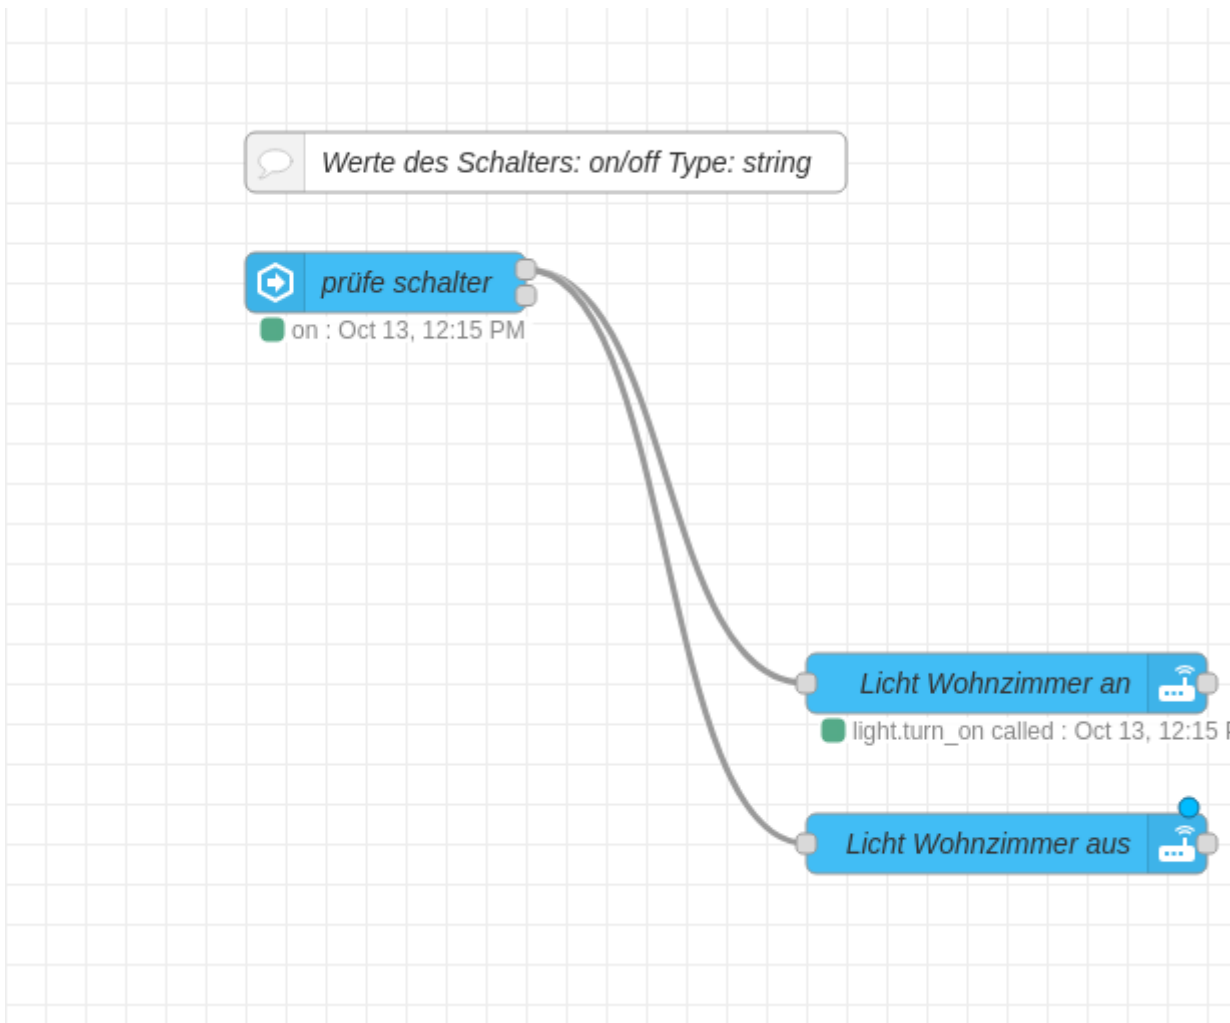 Werte des Schalters: on/off Type: string
prüfe schalter
on : Oct 13, 12:15 PM
Licht Wohnzimmer an
light.turn_on called : Oct 13, 12:15
Licht Wohnzimmer aus